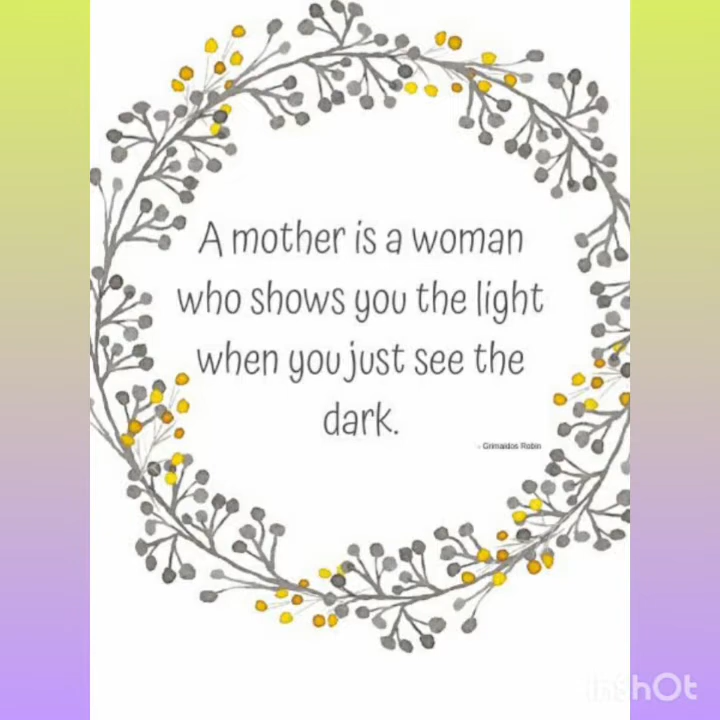 A mother is a woman
who shows you the light
when you just see the
dark.
- Grimaldos Robin
InShOt